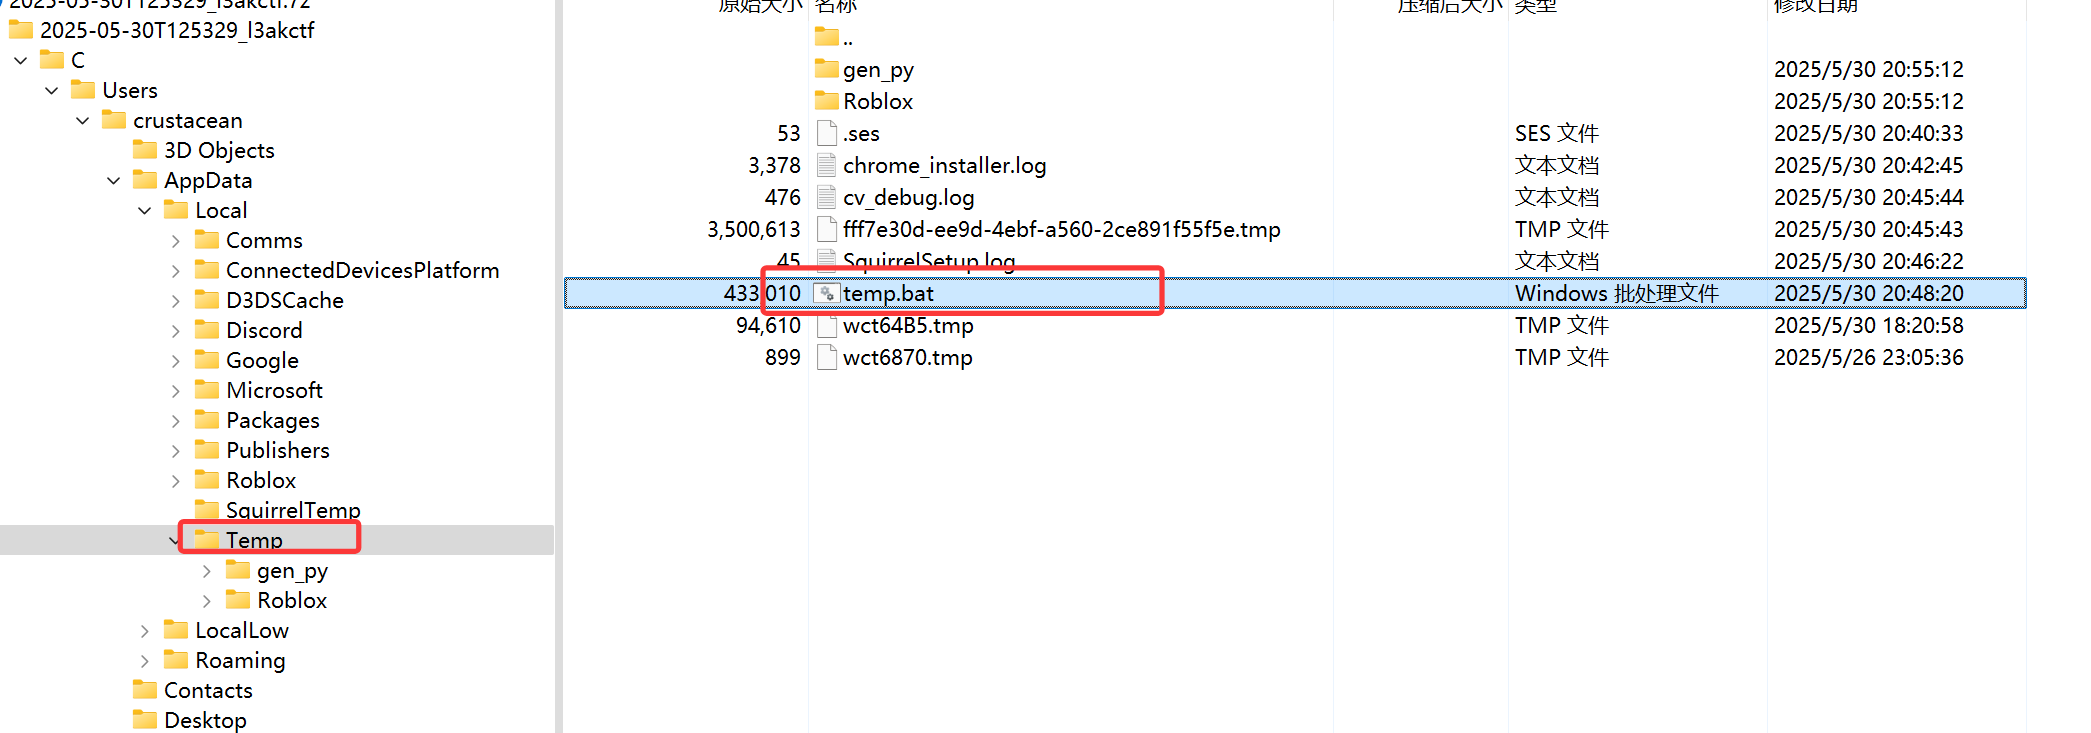 2025-05-30T125329_l3akctf.7z
2025-05-30T125329_l3akctf
C
Users
crustacean
3D Objects
AppData
Local
Comms
ConnectedDevicesPlatform
D3DSCache
Discord
Google
Microsoft
Packages
Publishers
Roblox
SquirrelTemp
Temp
gen_py
Roblox
LocalLow
Roaming
Contacts
Desktop
原始大小 名称 压缩后大小 类型 修改日期
..
gen_py 2025/5/30 20:55:12
Roblox 2025/5/30 20:55:12
53 .ses SES 文件 2025/5/30 20:40:33
3,378 chrome_installer.log 文本文档 2025/5/30 20:42:45
476 cv_debug.log 文本文档 2025/5/30 20:45:44
3,500,613 fff7e30d-ee9d-4ebf-a560-2ce891f55f5e.tmp TMP 文件 2025/5/30 20:45:43
45 SquirrelSetup.log 文本文档 2025/5/30 20:46:22
433,010 temp.bat Windows 批处理文件 2025/5/30 20:48:20
94,610 wct64B5.tmp TMP 文件 2025/5/30 18:20:58
899 wct6870.tmp TMP 文件 2025/5/26 23:05:36